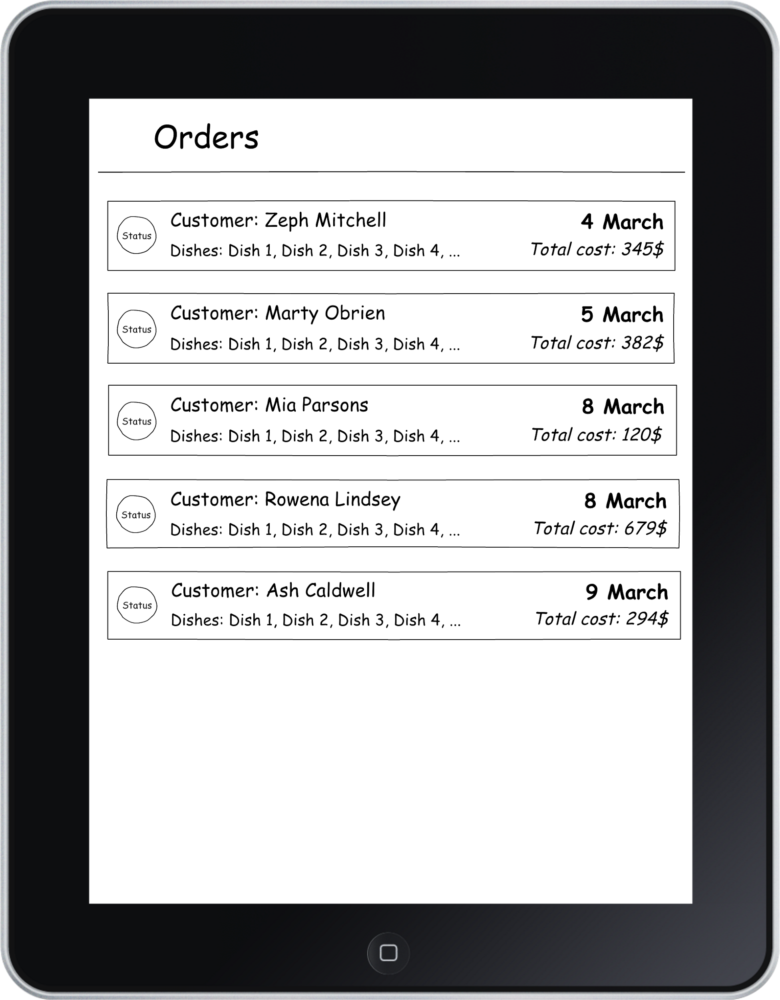 Orders
Customer: Zeph Mitchell
4 March
Status
Dishes: Dish 1, Dish 2, Dish 3, Dish 4, ...
Total cost: 345$
Customer: Marty Obrien
5 March
Status
Dishes: Dish 1, Dish 2, Dish 3, Dish 4, ...
Total cost: 382$
Customer: Mia Parsons
8 March
Status
Dishes: Dish 1, Dish 2, Dish 3, Dish 4, ...
Total cost: 120$
Customer: Rowena Lindsey
8 March
Status
Dishes: Dish 1, Dish 2, Dish 3, Dish 4, ...
Total cost: 679$
Customer: Ash Caldwell
9 March
Status
Dishes: Dish 1, Dish 2, Dish 3, Dish 4, ...
Total cost: 294$